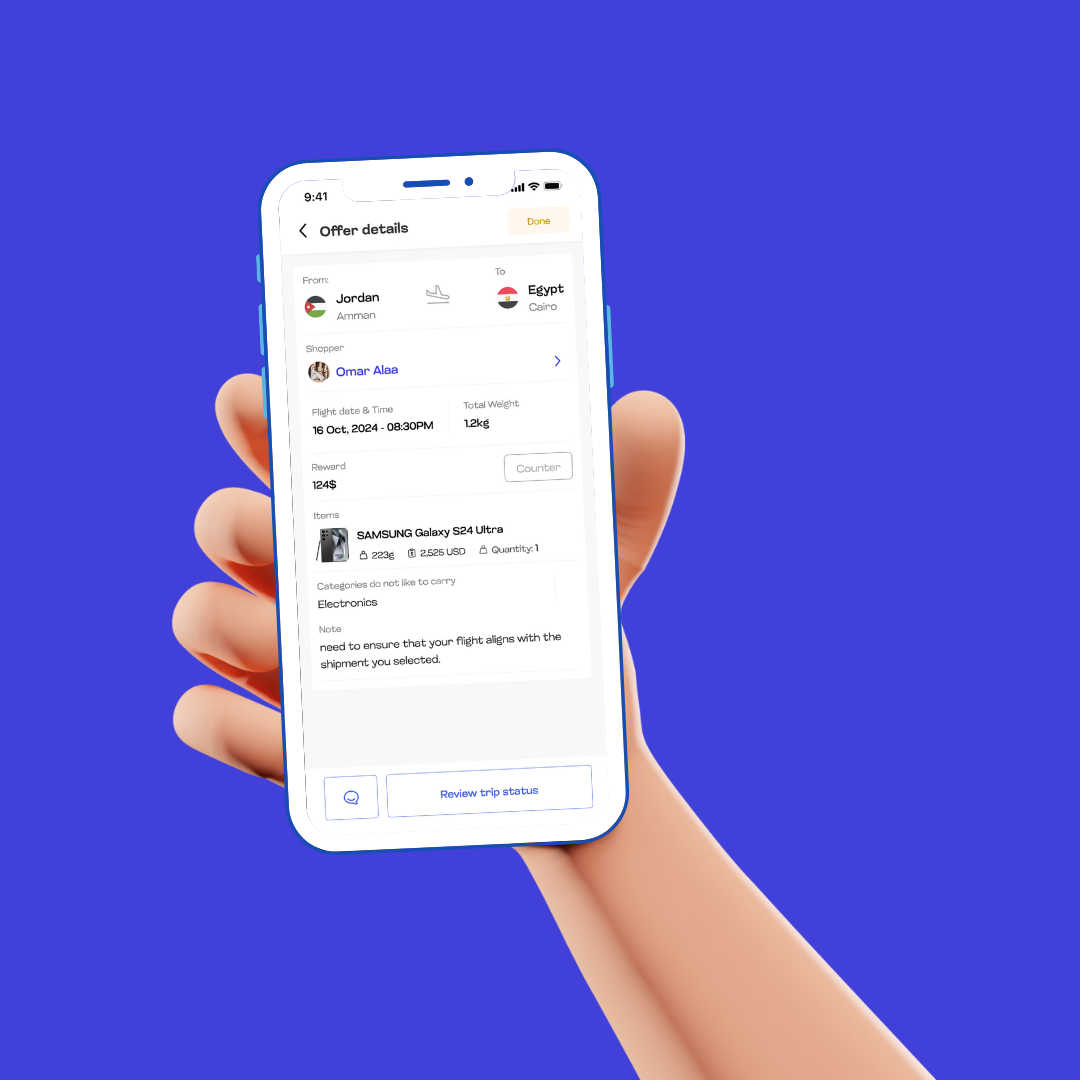 9:41
Offer details
Done
From:
To
Jordan
Egypt
Amman
Cairo
Shopper
Omar Alaa
Flight date & Time
Total Weight
16 Oct, 2024 - 08:30PM
1.2kg
Reward
124$
Counter
Items
SAMSUNG Galaxy S24 Ultra
223g 2,525 USD Quantity: 1
Categories do not like to carry
Electronics
Note
need to ensure that your flight aligns with the
shipment you selected.
Review trip status